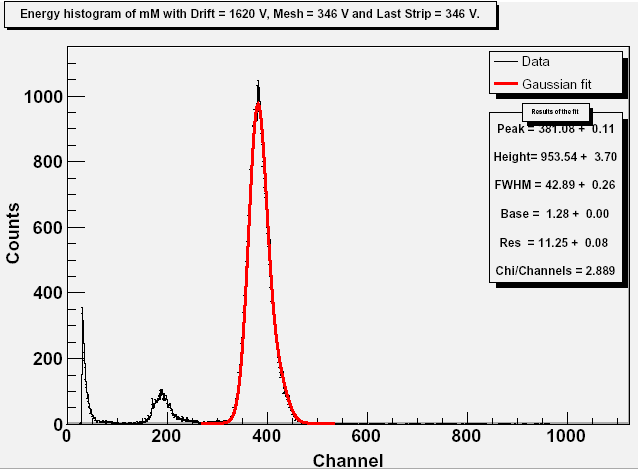 Energy histogram of mM with Drift = 1620 V, Mesh = 346 V and Last Strip = 346 V.
Data
Gaussian fit
Results of the fit
Peak = 381.08 + 0.11
Height= 953.54 + 3.70
FWHM = 42.89 + 0.26
Base = 1.28 + 0.00
Res = 11.25 + 0.08
Chi/Channels = 2.889
Counts
1000
800
600
400
200
0
0 200 400 600 800 1000
Channel